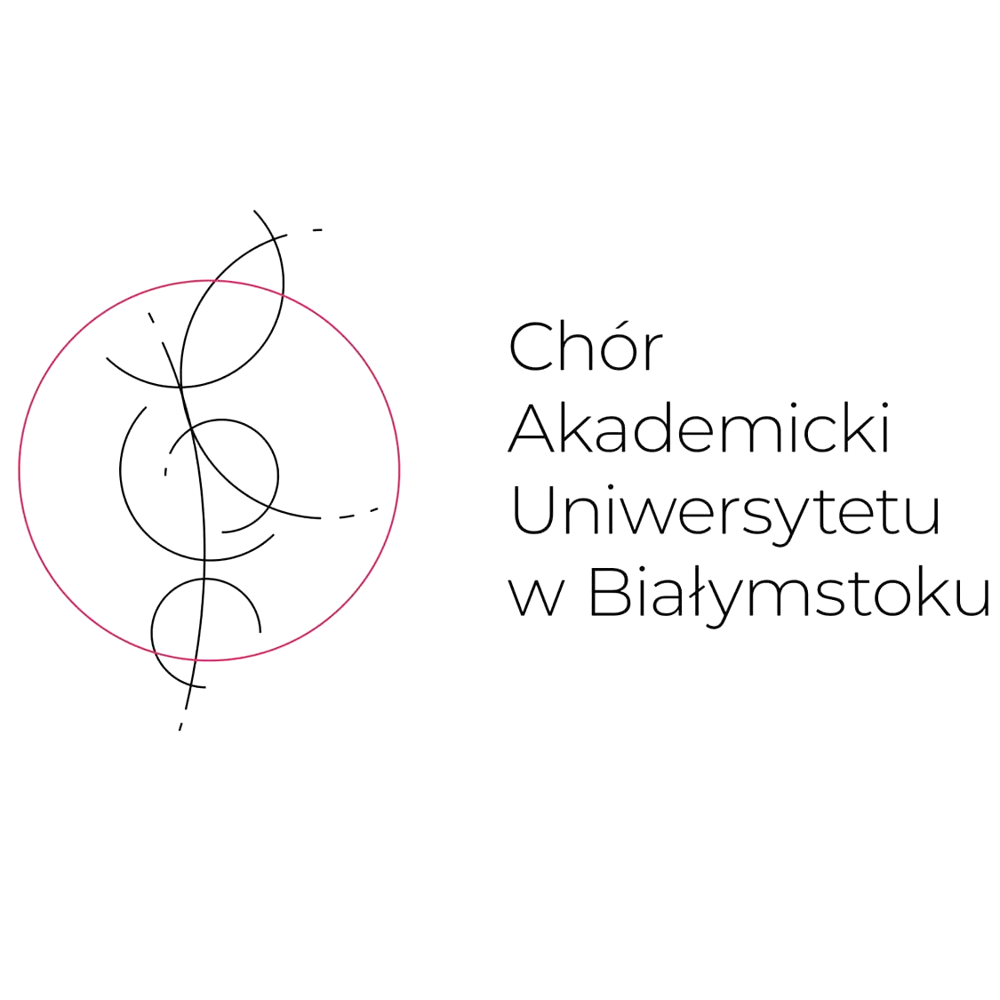 Chór
Akademicki
Uniwersytetu
w Białymstoku